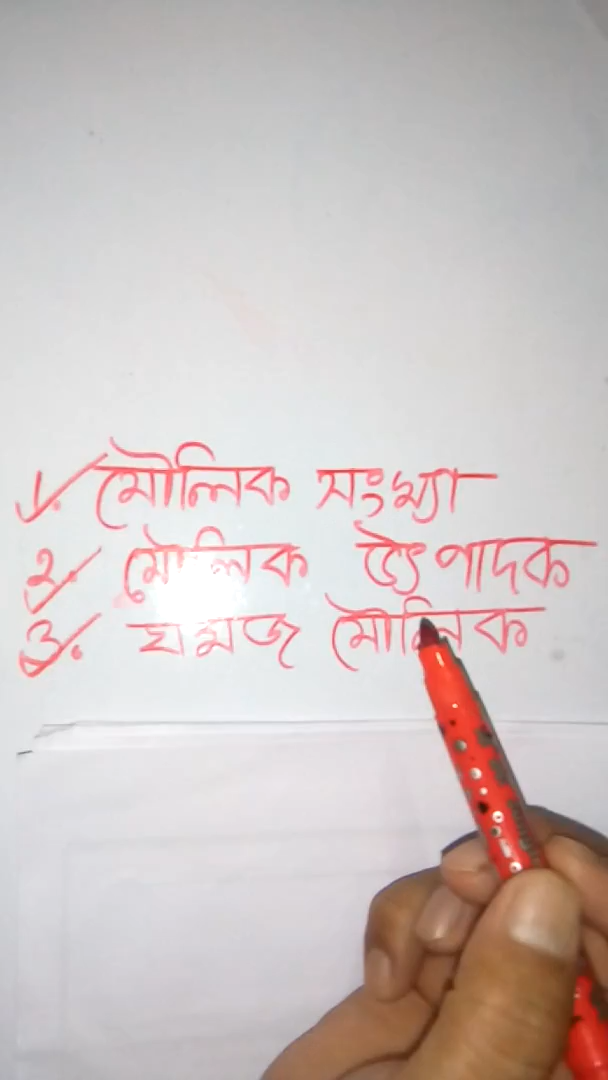 ১. মৌলিক সংখ্যা
২. মৌলিক উৎপাদক
৩. যমজ মৌলিক